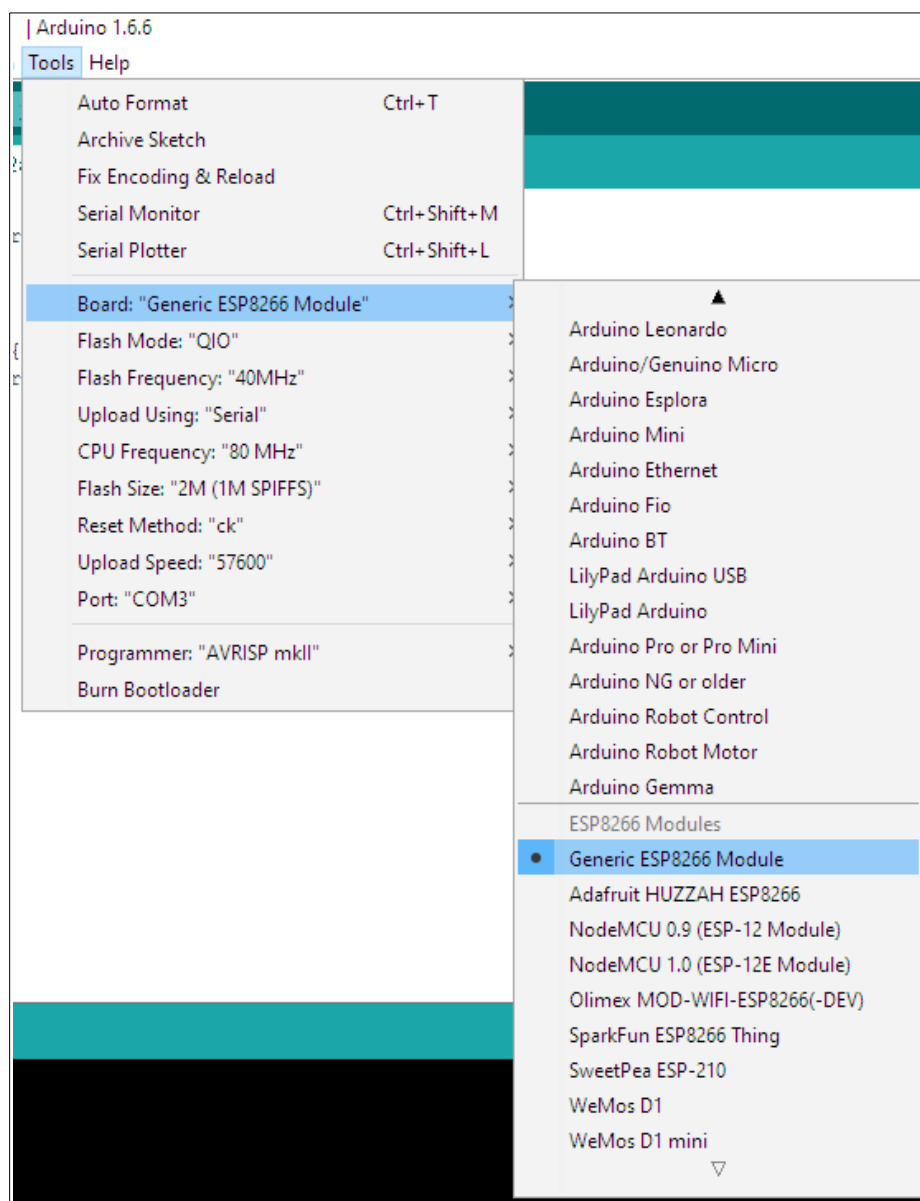 | Arduino 1.6.6
Tools Help
Auto Format Ctrl+T
Archive Sketch
Fix Encoding & Reload
Serial Monitor Ctrl+Shift+M
Serial Plotter Ctrl+Shift+L
Board: "Generic ESP8266 Module"
Flash Mode: "QIO"
Flash Frequency: "40MHz"
Upload Using: "Serial"
CPU Frequency: "80 MHz"
Flash Size: "2M (1M SPIFFS)"
Reset Method: "ck"
Upload Speed: "57600"
Port: "COM3"
Programmer: "AVRISP mkII"
Burn Bootloader
Arduino Leonardo
Arduino/Genuino Micro
Arduino Esplora
Arduino Mini
Arduino Ethernet
Arduino Fio
Arduino BT
LilyPad Arduino USB
LilyPad Arduino
Arduino Pro or Pro Mini
Arduino NG or older
Arduino Robot Control
Arduino Robot Motor
Arduino Gemma
ESP8266 Modules
Generic ESP8266 Module
Adafruit HUZZAH ESP8266
NodeMCU 0.9 (ESP-12 Module)
NodeMCU 1.0 (ESP-12E Module)
Olimex MOD-WIFI-ESP8266(-DEV)
SparkFun ESP8266 Thing
SweetPea ESP-210
WeMos D1
WeMos D1 mini